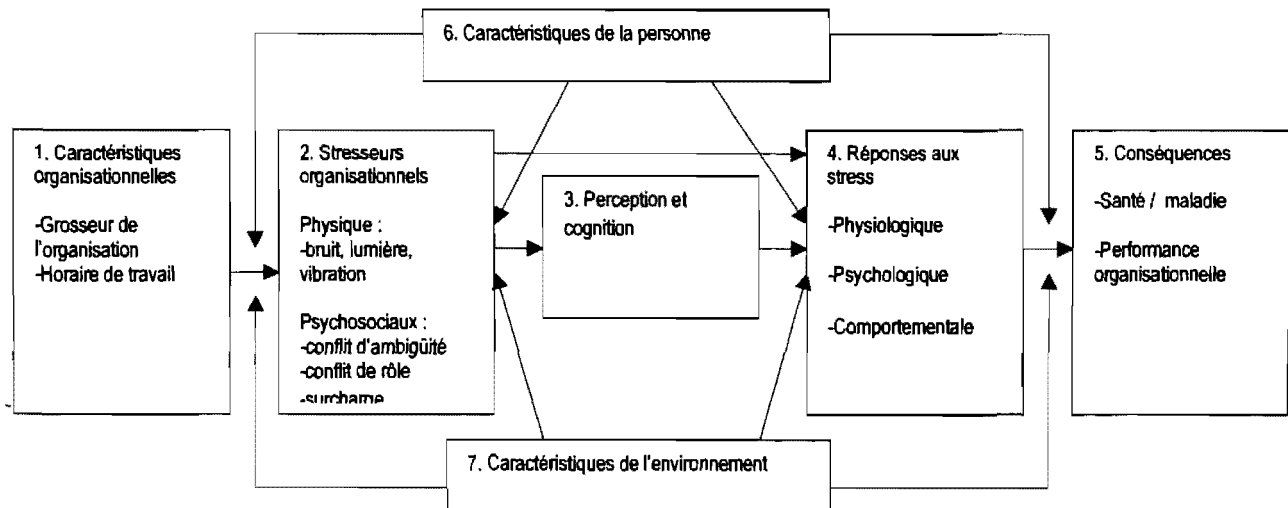 6. Caractéristiques de la personne
1. Caractéristiques
organisationnelles
-Grosseur de
l'organisation
-Horaire de travail
2. Stresseurs
organisationnels
Physique :
-bruit, lumière,
vibration
Psychosociaux :
-conflit d'ambigüité
-conflit de rôle
3. Perception et
cognition
4. Réponses aux
stress
-Physiologique
-Psychologique
-Comportementale
5. Conséquences
-Santé / maladie
-Performance
organisationnelle
7. Caractéristiques de l'environnement